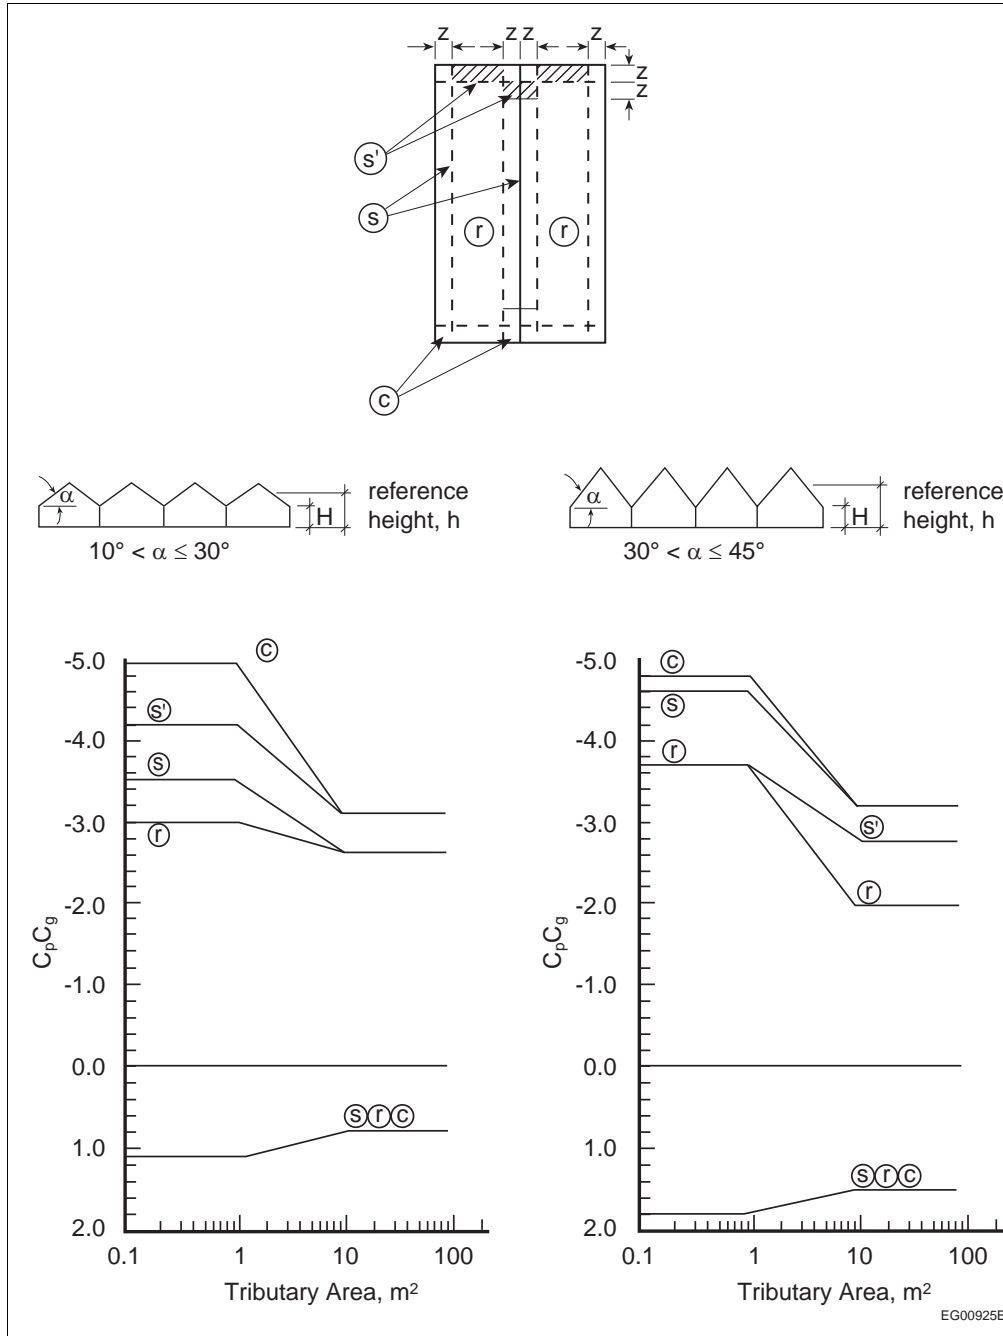 z z z z
z
z
s'
s
r r
c
α
H
reference
height, h
10° < α ≤ 30°
α
H
reference
height, h
30° < α ≤ 45°
CpCg
-5.0
-4.0
-3.0
-2.0
-1.0
0.0
1.0
2.0
c
s'
s
r
s r c
0.1 1 10 100
Tributary Area, m²
CpCg
-5.0
-4.0
-3.0
-2.0
-1.0
0.0
1.0
2.0
c
s
r
s'
r
s r c
0.1 1 10 100
Tributary Area, m²
EG00925B